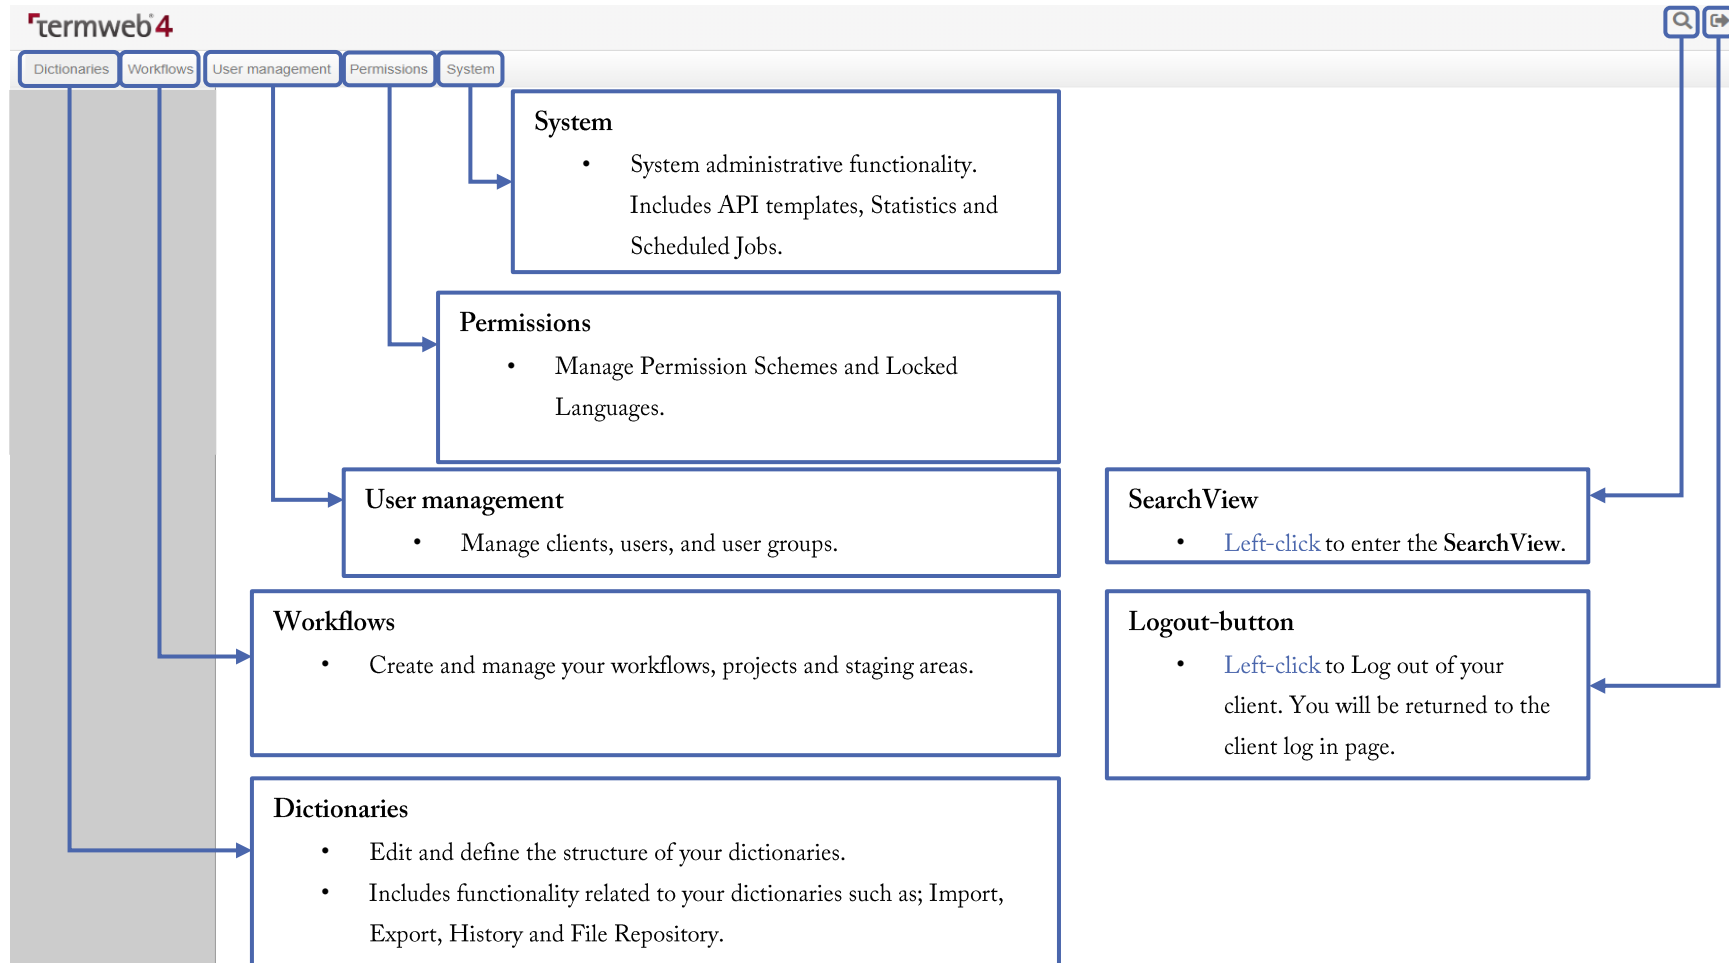 termweb 4
Dictionaries Workflows User management Permissions System
System
• System administrative functionality.
Includes API templates, Statistics and
Scheduled Jobs.
Permissions
• Manage Permission Schemes and Locked
Languages.
User management
• Manage clients, users, and user groups.
SearchView
• Left-click to enter the SearchView.
Workflows
• Create and manage your workflows, projects and staging areas.
Logout-button
• Left-click to Log out of your
client. You will be returned to the
client log in page.
Dictionaries
• Edit and define the structure of your dictionaries.
• Includes functionality related to your dictionaries such as; Import,
Export, History and File Repository.